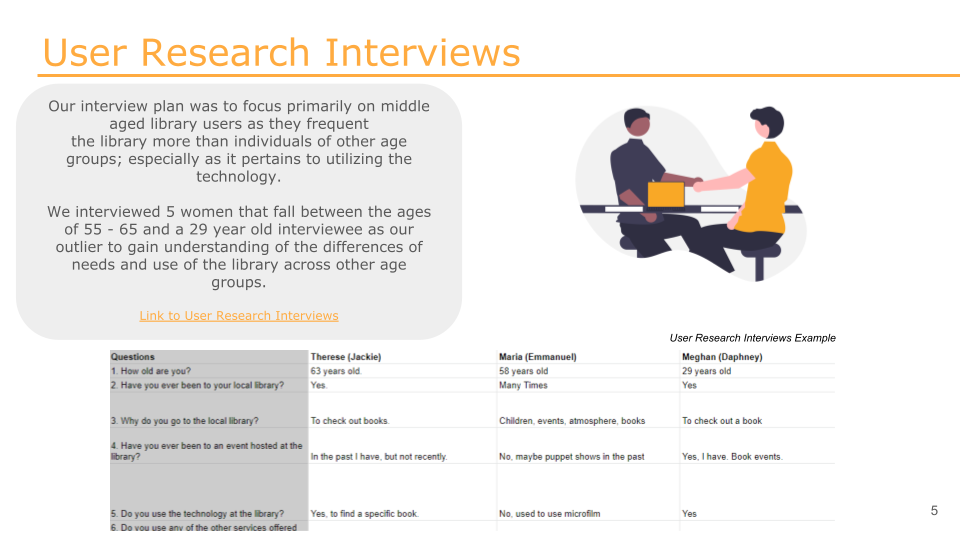 User Research Interviews
Our interview plan was to focus primarily on middle
aged library users as they frequent
the library more than individuals of other age
groups; especially as it pertains to utilizing the
technology.
We interviewed 5 women that fall between the ages
of 55 - 65 and a 29 year old interviewee as our
outlier to gain understanding of the differences of
needs and use of the library across other age
groups.
Link to User Research Interviews
User Research Interviews Example
Questions Therese (Jackie) Maria (Emmanuel) Meghan (Daphney)
1. How old are you? 63 years old. 58 years old 29 years old
2. Have you ever been to your local library? Yes. Many Times Yes
3. Why do you go to the local library? To check out books. Children, events, atmosphere, books To check out a book
4. Have you ever been to an event hosted at the
library? In the past I have, but not recently. No, maybe puppet shows in the past Yes, I have. Book events.
5. Do you use the technology at the library? Yes, to find a specific book. No, used to use microfilm Yes
6. Do you use any of the other services offered
5